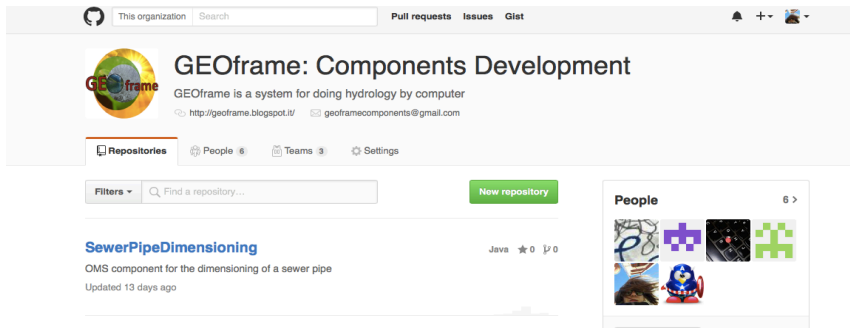 This organization Search Pull requests Issues Gist
GEOframe
GEOframe: Components Development
GEOframe is a system for doing hydrology by computer
http://geoframe.blogspot.it/ geoframecomponents@gmail.com
Repositories People 6 Teams 3 Settings
Filters Find a repository... New repository
People 6
SewerPipeDimensioning Java 0 0
OMS component for the dimensioning of a sewer pipe
Updated 13 days ago